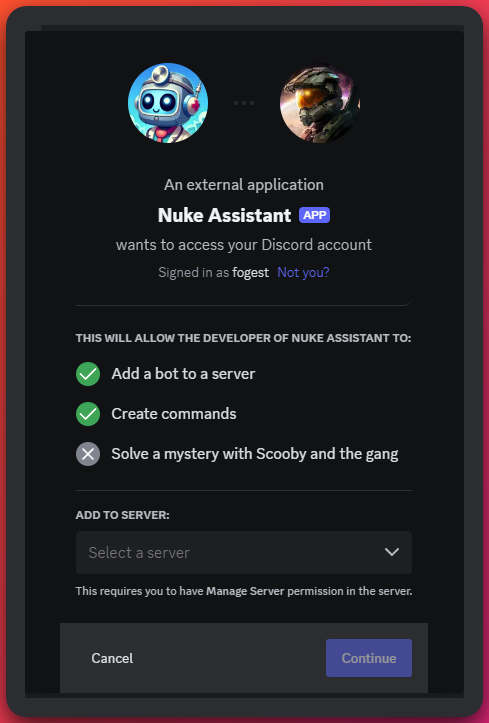 An external application
Nuke Assistant APP
wants to access your Discord account
Signed in as fogest Not you?
THIS WILL ALLOW THE DEVELOPER OF NUKE ASSISTANT TO:
Add a bot to a server
Create commands
Solve a mystery with Scooby and the gang
ADD TO SERVER:
Select a server
This requires you to have Manage Server permission in the server.
Cancel Continue